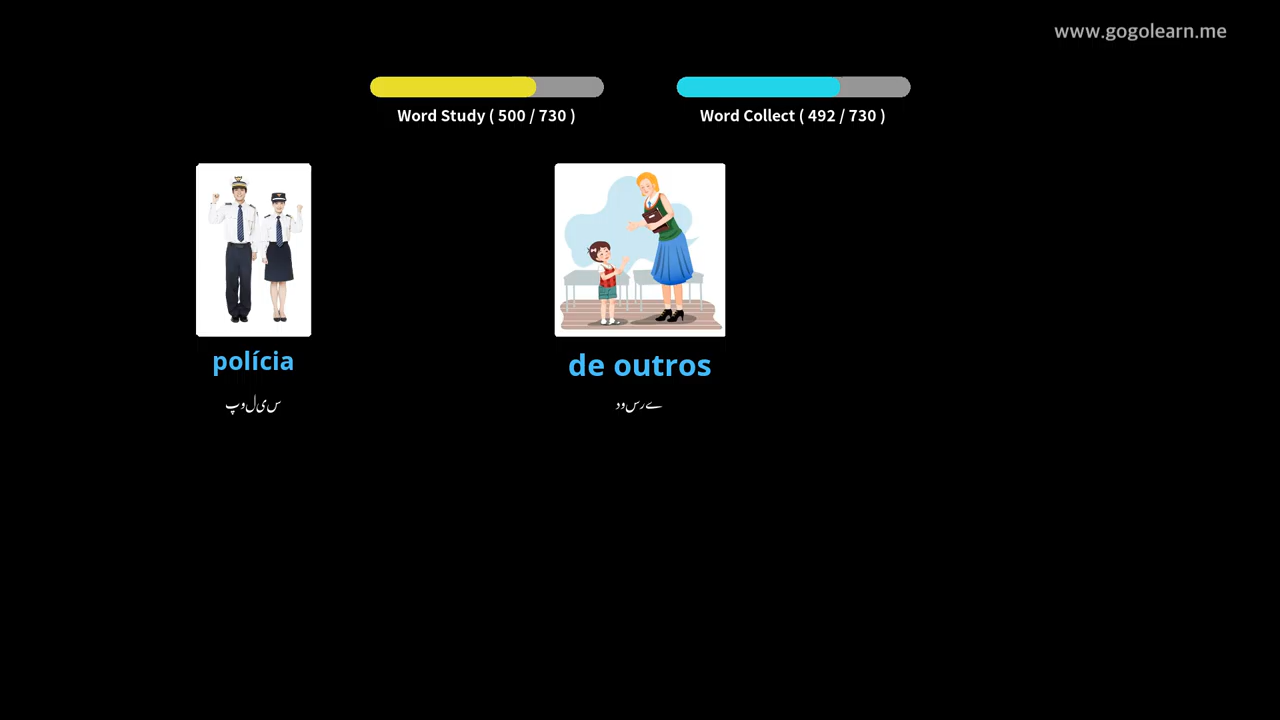 www.gogolearn.me
Word Study ( 500 / 730 )
Word Collect ( 492 / 730 )
polícia
پولیس
de outros
دوسرے